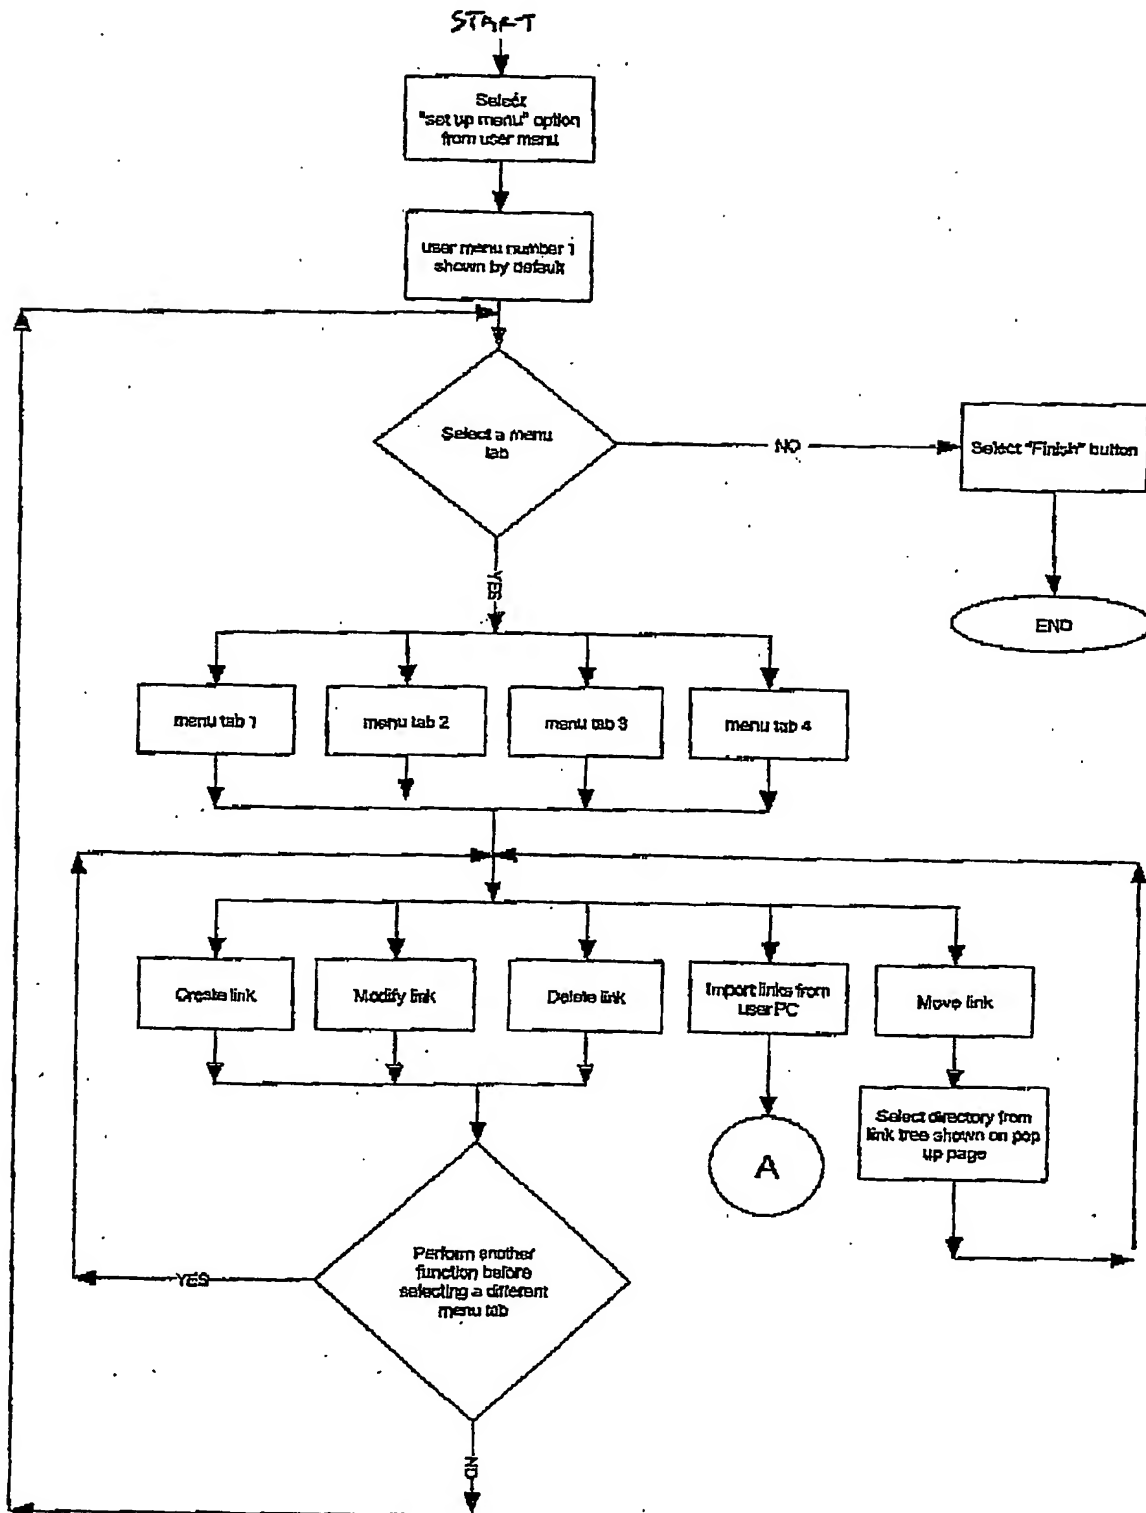 START
Select
"set up menu" option
from user menu
user menu number 1
shown by default
Select a menu
tab
NO
Select "Finish" button
YES
END
menu tab 1
menu tab 2
menu tab 3
menu tab 4
Create link
Modify link
Delete link
Import links from
user PC
Move link
A
Select directory from
link tree shown on pop
up page
Perform another
function before
selecting a different
menu tab
YES
NO